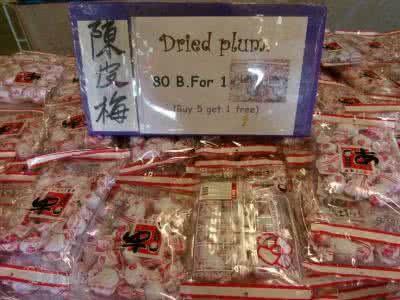 陳皮梅
Dried plum.
30 B.For 1
(Buy 5 get 1 free)